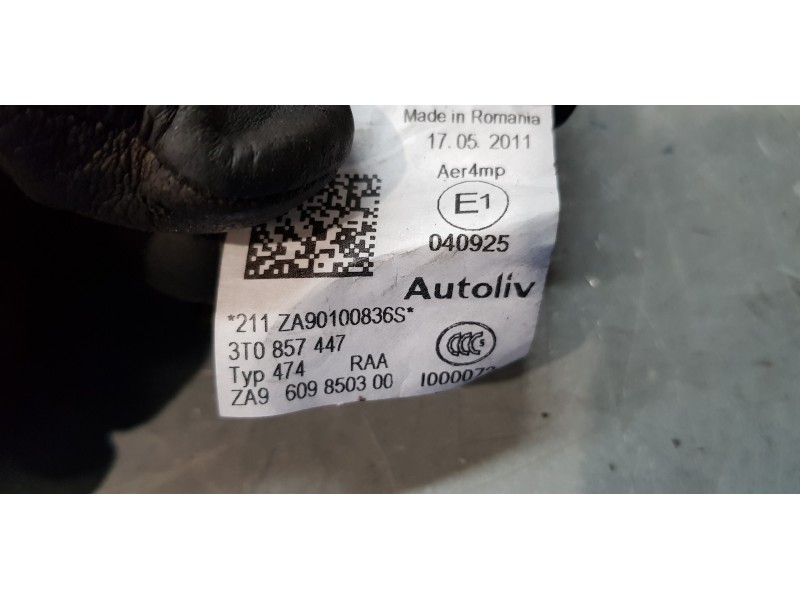 Made in Romania
17.05.2011
Aer4mp
E1
040925
Autoliv
*211 ZA90100836S*
3T0 857 447
Typ 474 RAA
CCC S
ZA9 609 8503 00